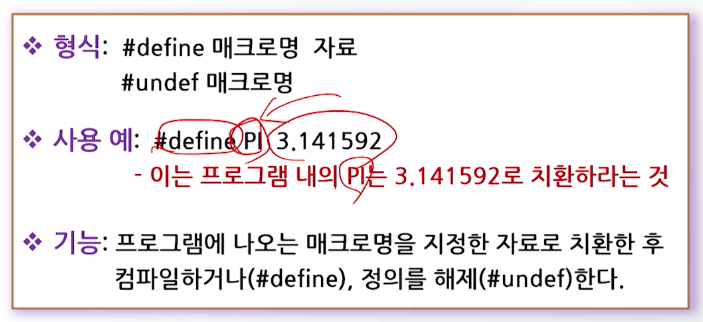 ❖ 형식: #define 매크로명 자료
#undef 매크로명
❖ 사용 예: #define PI 3.141592
- 이는 프로그램 내의 PI는 3.141592로 치환하라는 것
❖ 기능: 프로그램에 나오는 매크로명을 지정한 자료로 치환한 후
컴파일하거나(#define), 정의를 해제(#undef)한다.